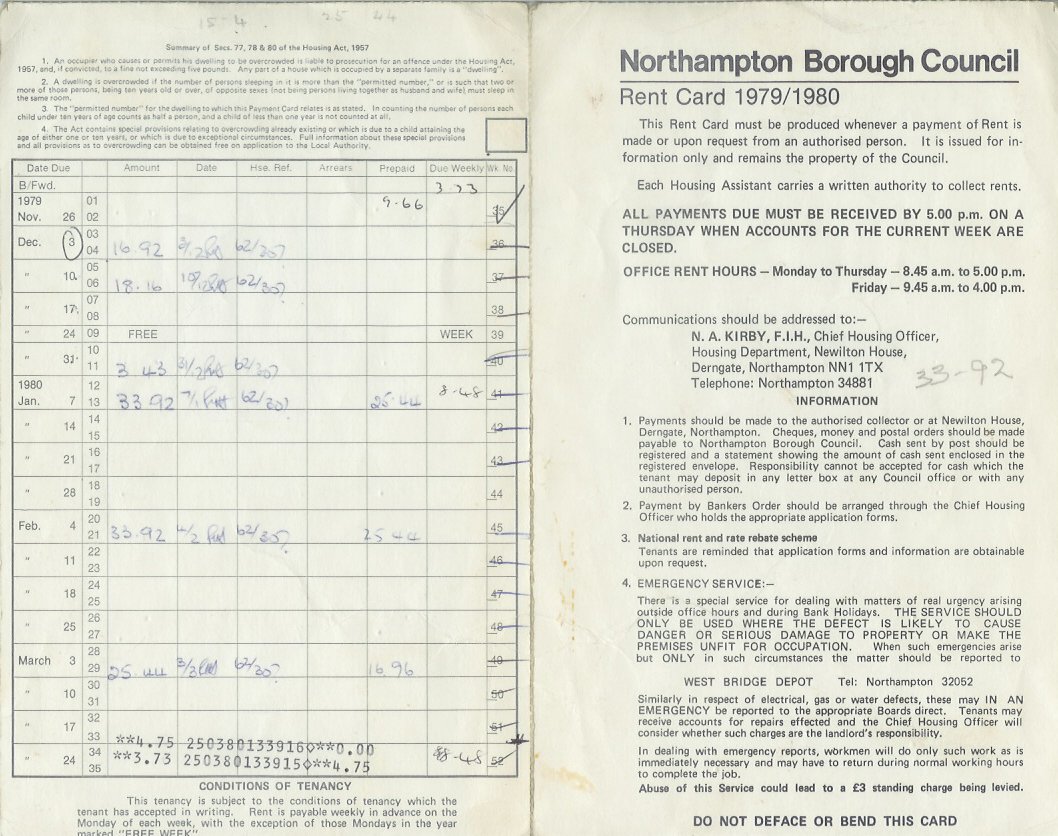 15-4. 25 24
Summary of Secs. 77, 78 & 80 of the Housing Act, 1957
1. An occupier who causes or permits his dwelling to be overcrowded is liable to prosecution for an offence under the Housing Act,
1957, and, if convicted, to a fine not exceeding five pounds. Any part of a house which is occupied by a separate family is a "dwelling".
2. A dwelling is overcrowded if the number of persons sleeping in it is more than the "permitted number," or is such that two or
more of those persons, being ten years old or over, of opposite sexes (not being persons living together as husband and wife) must sleep in
the same room.
3. The "permitted number" for the dwelling to which this Payment Card relates is as stated. In counting the number of persons each
child under ten years of age counts as half a person, and a child of less than one year is not counted at all.
4. The Act contains special provisions relating to overcrowding already existing or which is due to a child attaining the
age of either one or ten years, or which is due to exceptional circumstances. Full information about these special provisions
and all provisions as to overcrowding can be obtained free on application to the Local Authority.
Date Due Amount Date Hse. Ref. Arrears Prepaid Due Weekly Wk. No.
B/Fwd. 3.73
1979 01 9.66
Nov. 26 02 35
Dec. 3 03
04 16.92 3/12 62/307 36
" 10. 05
06 18.16 10/12 62/307 37
" 17. 07
08 38
" 24 09 FREE WEEK 39
" 31. 10
11 3 43 31/12 62/307 40
1980 12
Jan. 7 13 33.92 7/1 62/307 25.44 8.48 41
" 14 14
15 42
" 21 16
17 43
" 28 18
19 44
Feb. 4 20
21 33.92 4/2 62/307 25 44 45
" 11 22
23 46
" 18 24
25 47
" 25 26
27 48
March 3 28
29 25.44 3/3 62/307 16 96 49
" 10 30
31 50
" 17 32
33 **4.75 250380133916◊**0.00 51
" 24 34 **3.73 250380133915◊**4.75 8.48
35 52
CONDITIONS OF TENANCY
This tenancy is subject to the conditions of tenancy which the
tenant has accepted in writing. Rent is payable weekly in advance on the
Monday of each week, with the exception of those Mondays in the year
marked "FREE WEEK"
Northampton Borough Council
Rent Card 1979/1980
This Rent Card must be produced whenever a payment of Rent is
made or upon request from an authorised person. It is issued for in-
formation only and remains the property of the Council.
Each Housing Assistant carries a written authority to collect rents.
ALL PAYMENTS DUE MUST BE RECEIVED BY 5.00 p.m. ON A
THURSDAY WHEN ACCOUNTS FOR THE CURRENT WEEK ARE
CLOSED.
OFFICE RENT HOURS – Monday to Thursday – 8.45 a.m. to 5.00 p.m.
Friday – 9.45 a.m. to 4.00 p.m.
Communications should be addressed to:–
N. A. KIRBY, F.I.H., Chief Housing Officer,
Housing Department, Newilton House,
Derngate, Northampton NN1 1TX
Telephone: Northampton 34881
33-92
INFORMATION
1. Payments should be made to the authorised collector or at Newilton House,
Derngate, Northampton. Cheques, money and postal orders should be made
payable to Northampton Borough Council. Cash sent by post should be
registered and a statement showing the amount of cash sent enclosed in the
registered envelope. Responsibility cannot be accepted for cash which the
tenant may deposit in any letter box at any Council office or with any
unauthorised person.
2. Payment by Bankers Order should be arranged through the Chief Housing
Officer who holds the appropriate application forms.
3. National rent and rate rebate scheme
Tenants are reminded that application forms and information are obtainable
upon request.
4. EMERGENCY SERVICE:–
There is a special service for dealing with matters of real urgency arising
outside office hours and during Bank Holidays. THE SERVICE SHOULD
ONLY BE USED WHERE THE DEFECT IS LIKELY TO CAUSE
DANGER OR SERIOUS DAMAGE TO PROPERTY OR MAKE THE
PREMISES UNFIT FOR OCCUPATION. When such emergencies arise
but ONLY in such circumstances the matter should be reported to
WEST BRIDGE DEPOT Tel: Northampton 32052
Similarly in respect of electrical, gas or water defects, these may IN AN
EMERGENCY be reported to the appropriate Boards direct. Tenants may
receive accounts for repairs effected and the Chief Housing Officer will
consider whether such charges are the landlord's responsibility.
In dealing with emergency reports, workmen will do only such work as is
immediately necessary and may have to return during normal working hours
to complete the job.
Abuse of this Service could lead to a £3 standing charge being levied.
DO NOT DEFACE OR BEND THIS CARD